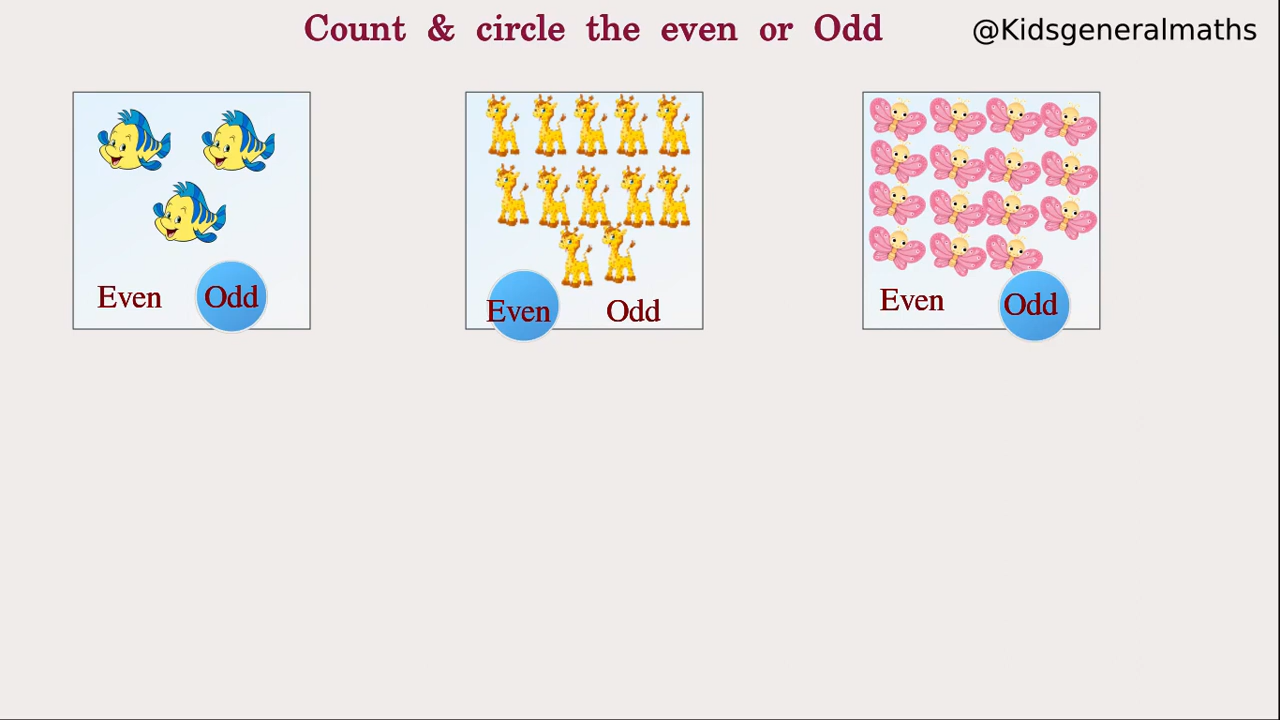 Count & circle the even or Odd
@Kidsgeneralmaths
Even Odd
Even Odd
Even Odd